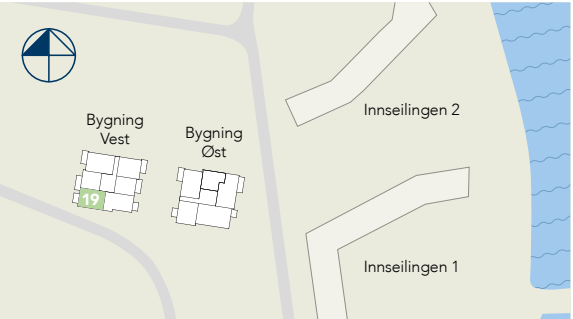 Innseilingen 2
Bygning
Vest
Bygning
Øst
19
Innseilingen 1